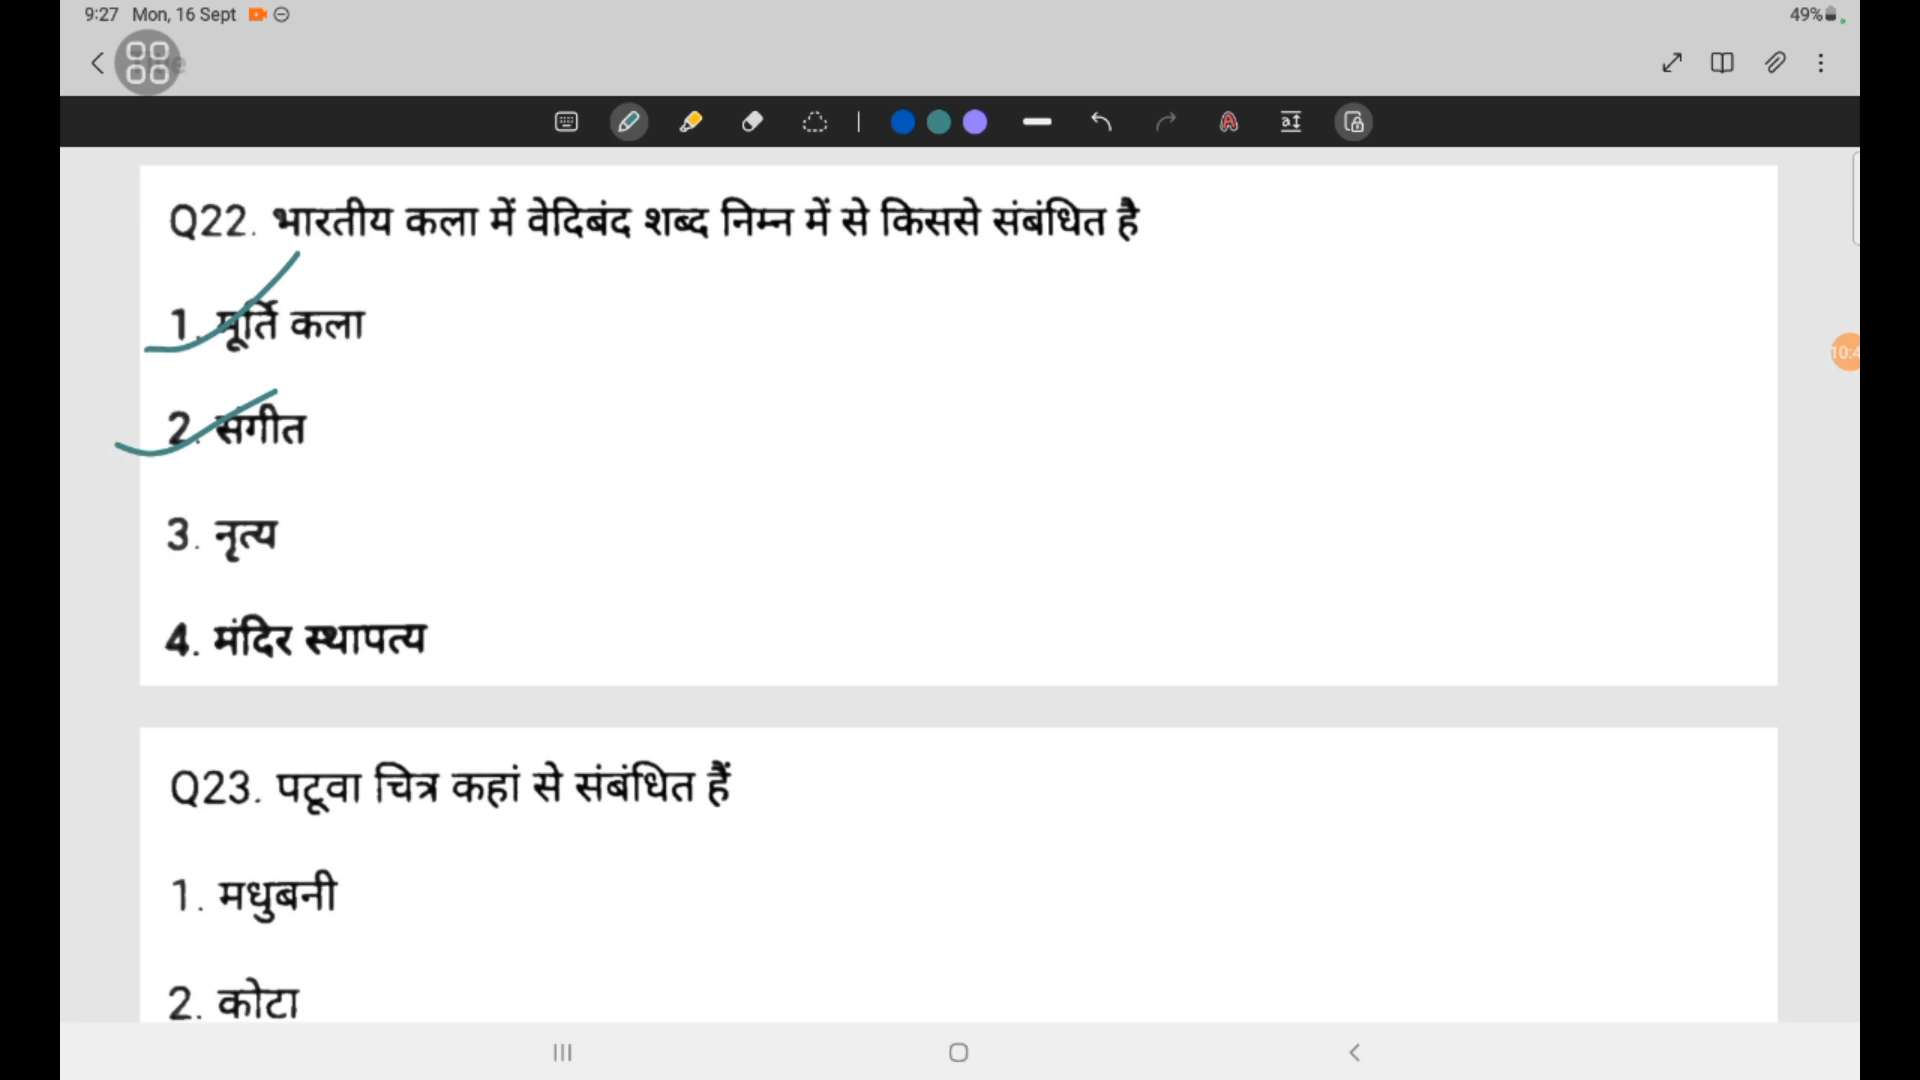 9:27 Mon, 16 Sept
49%
Q22. भारतीय कला में वेदिबंद शब्द निम्न में से किससे संबंधित है
1. मूर्ति कला
2. संगीत
3. नृत्य
4. मंदिर स्थापत्य
Q23. पटूवा चित्र कहां से संबंधित हैं
1. मधुबनी
2. कोटा